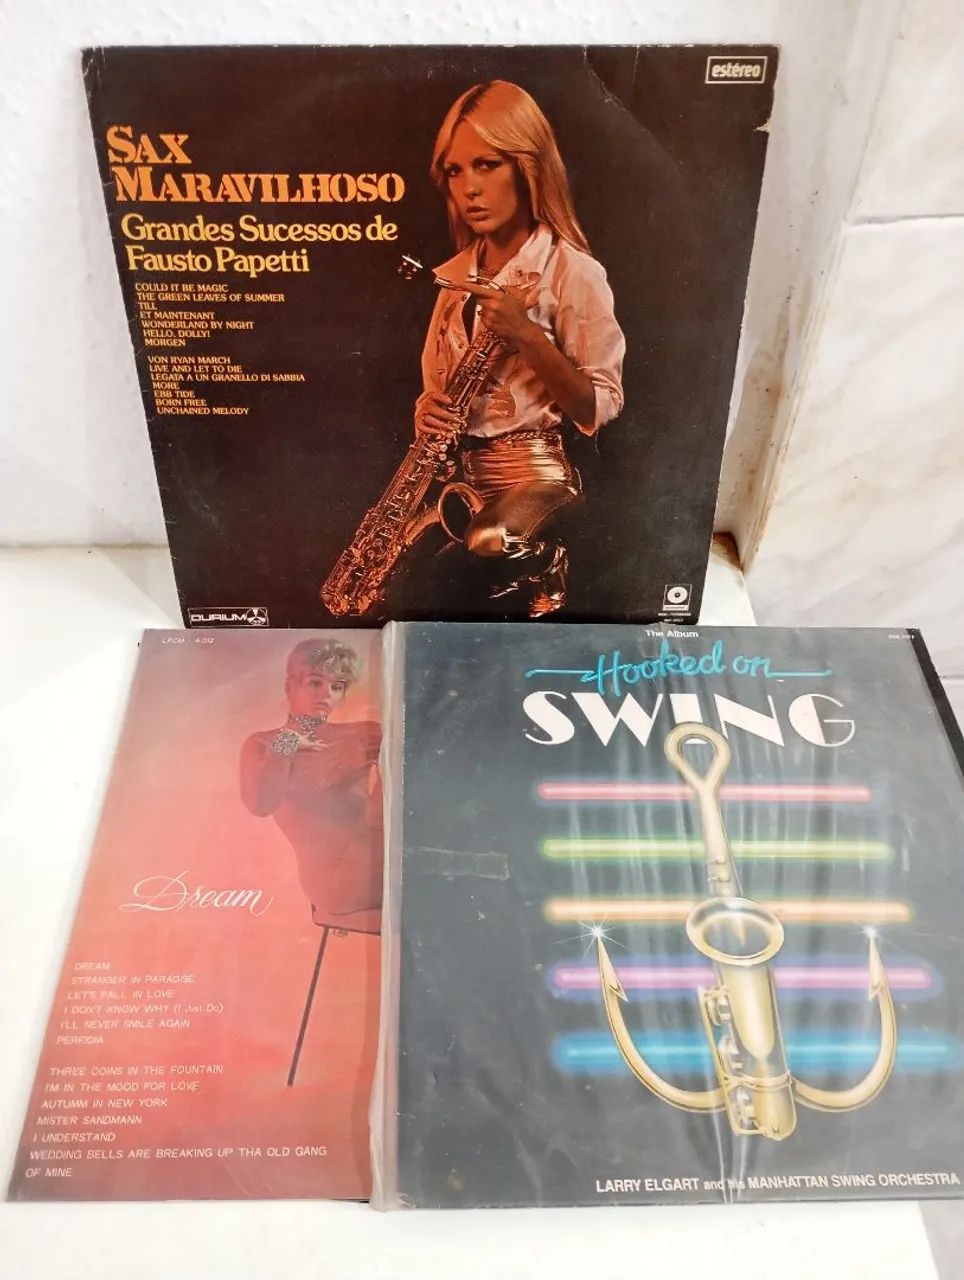 estéreo
SAX
MARAVILHOSO
Grandes Sucessos de
Fausto Papetti
COULD IT BE MAGIC
THE GREEN LEAVES OF SUMMER
TILL
ET MAINTENANT
WONDERLAND BY NIGHT
HELLO, DOLLY!
MORGEN
VON RYAN MARCH
LIVE AND LET TO DIE
LEGATA A UN GRANELLO DI SABBIA
MORE
EBB TIDE
BORN FREE
UNCHAINED MELODY
DURIUM
LPCM - 4.012
Dream
DREAM
STRANGER IN PARADISE
LET'S FALL IN LOVE
I DON'T KNOW WHY (I Just Do)
I'LL NEVER SMILE AGAIN
PERFIDIA
THREE COINS IN THE FOUNTAIN
I'M IN THE MOOD FOR LOVE
AUTUMM IN NEW YORK
MISTER SANDMANN
I UNDERSTAND
WEDDING BELLS ARE BREAKING UP THA OLD GANG
OF MINE
The Album
Hooked on
SWING
LARRY ELGART and his MANHATTAN SWING ORCHESTRA